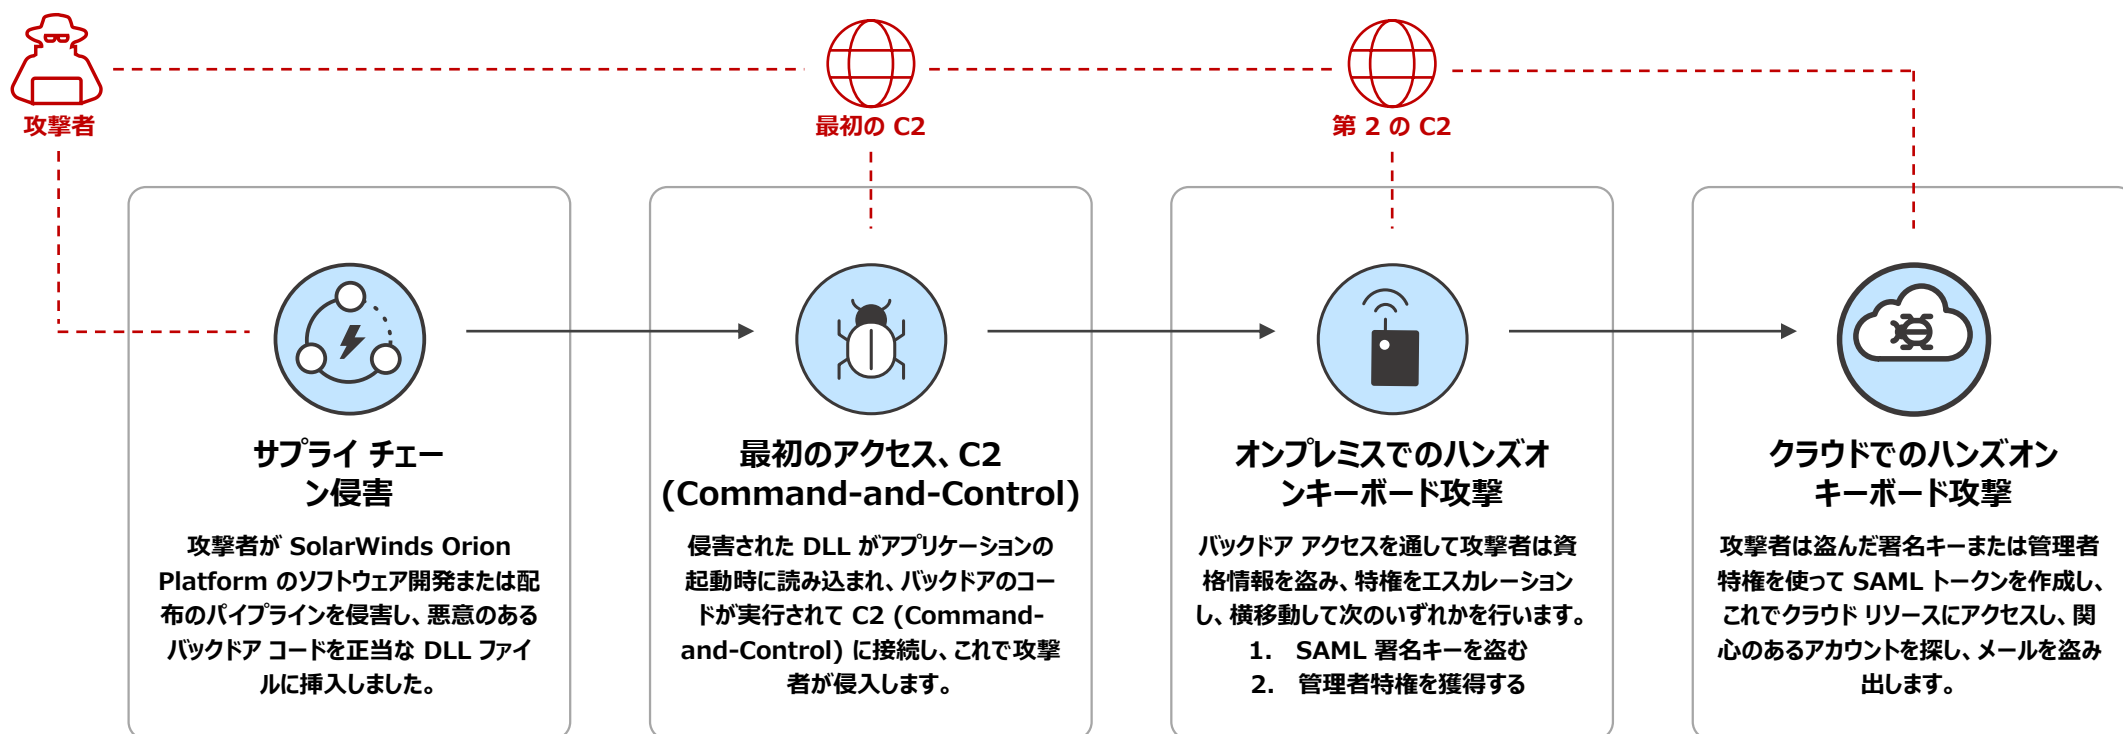 攻撃者
最初の C2
第 2 の C2
サプライ チェー
ン侵害
攻撃者が SolarWinds Orion
Platform のソフトウェア開発または配
布のパイプラインを侵害し、悪意のある
バックドア コードを正当な DLL ファイ
ルに挿入しました。
最初のアクセス、C2
(Command-and-Control)
侵害された DLL がアプリケーションの
起動時に読み込まれ、バックドアのコー
ドが実行されて C2 (Command-
and-Control) に接続し、これで攻撃
者が侵入します。
オンプレミスでのハンズオ
ンキーボード攻撃
バックドア アクセスを通して攻撃者は資
格情報を盗み、特権をエスカレーション
し、横移動して次のいずれかを行います。
1. SAML 署名キーを盗む
2. 管理者特権を獲得する
クラウドでのハンズオン
キーボード攻撃
攻撃者は盗んだ署名キーまたは管理者
特権を使って SAML トークンを作成し、
これでクラウド リソースにアクセスし、関
心のあるアカウントを探し、メールを盗み
出します。